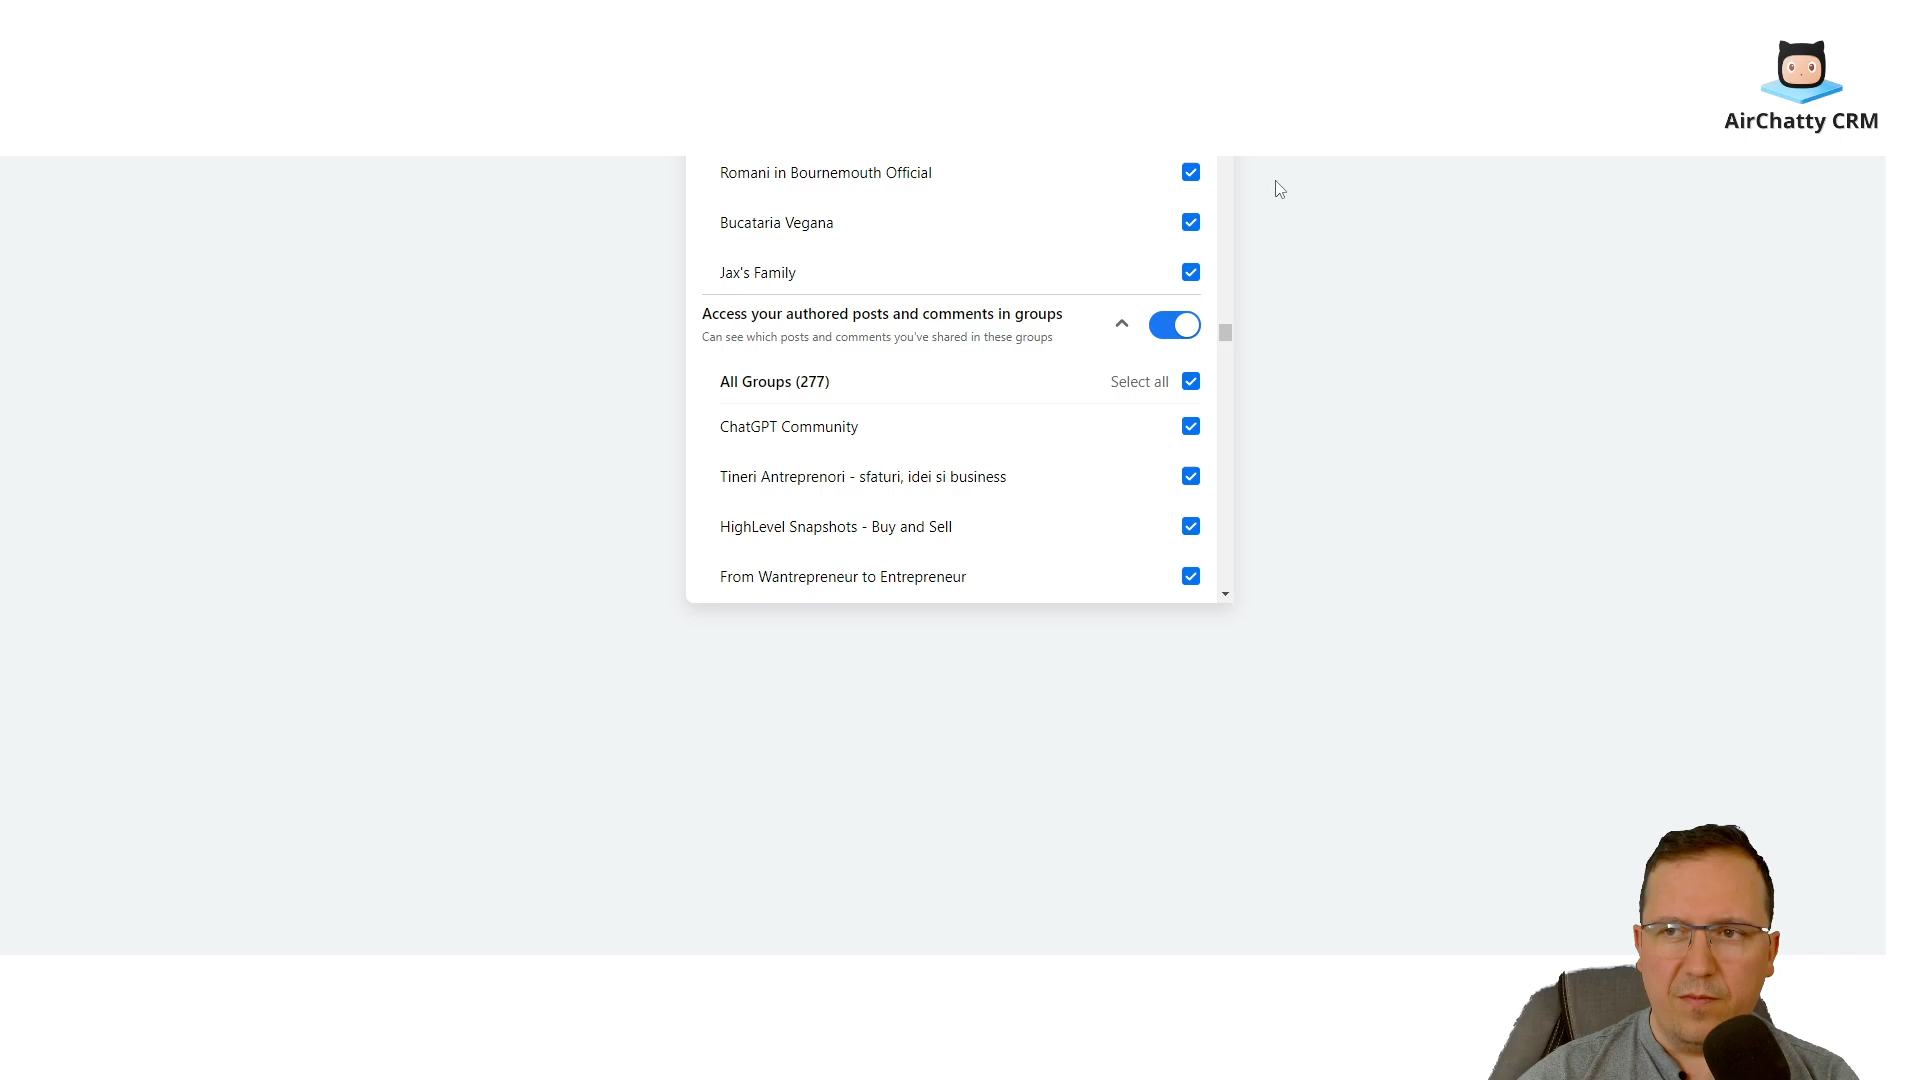 AirChatty CRM
Romani in Bournemouth Official
Bucataria Vegana
Jax's Family
Access your authored posts and comments in groups
Can see which posts and comments you've shared in these groups
All Groups (277) Select all
ChatGPT Community
Tineri Antreprenori - sfaturi, idei si business
HighLevel Snapshots - Buy and Sell
From Wantrepreneur to Entrepreneur